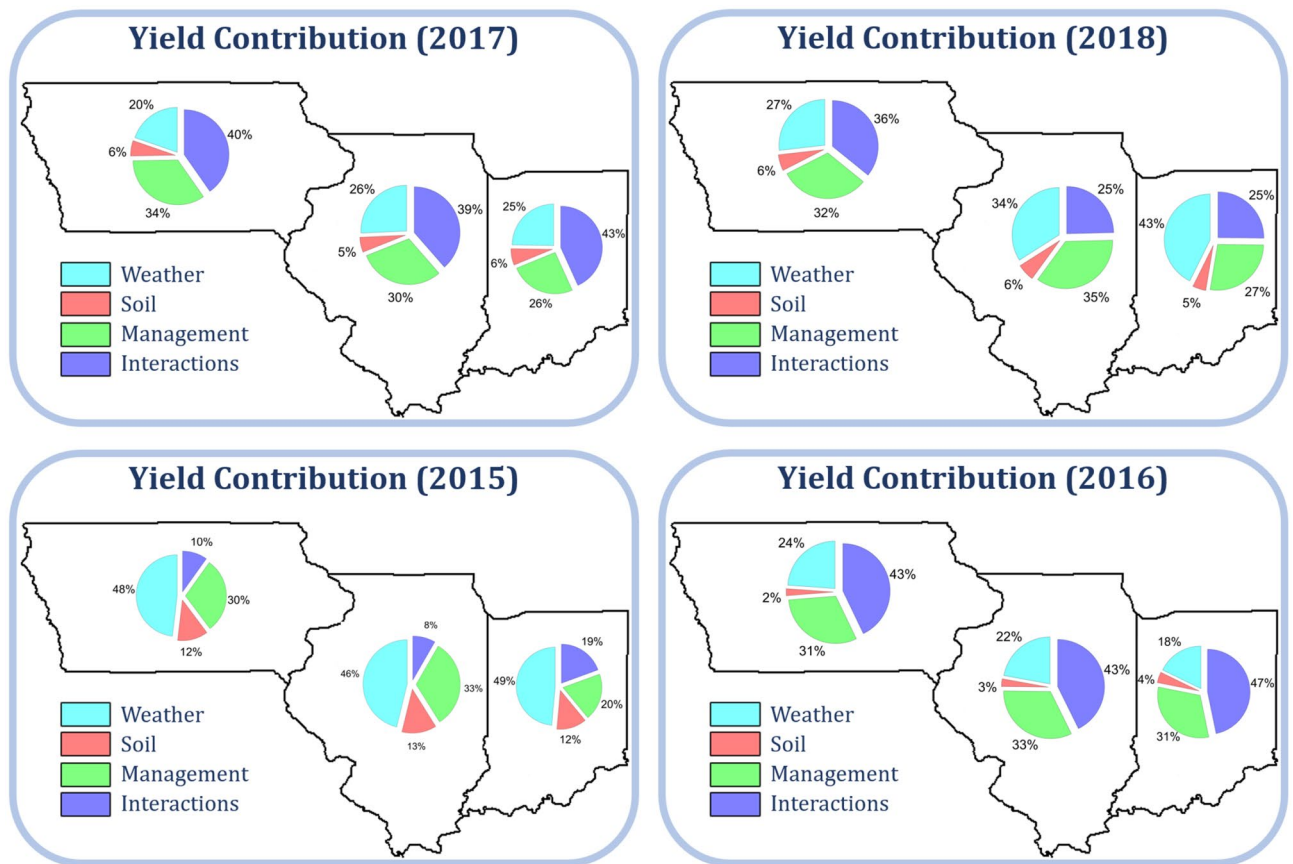 Yield Contribution (2017)
20%
40%
6%
34%
26%
39%
5%
30%
25%
43%
6%
26%
Weather
Soil
Management
Interactions
Yield Contribution (2018)
27%
36%
6%
32%
34%
25%
6%
35%
43%
25%
5%
27%
Weather
Soil
Management
Interactions
Yield Contribution (2015)
10%
48%
30%
12%
8%
46%
33%
13%
19%
49%
20%
12%
Weather
Soil
Management
Interactions
Yield Contribution (2016)
24%
43%
2%
31%
22%
43%
3%
33%
18%
47%
4%
31%
Weather
Soil
Management
Interactions